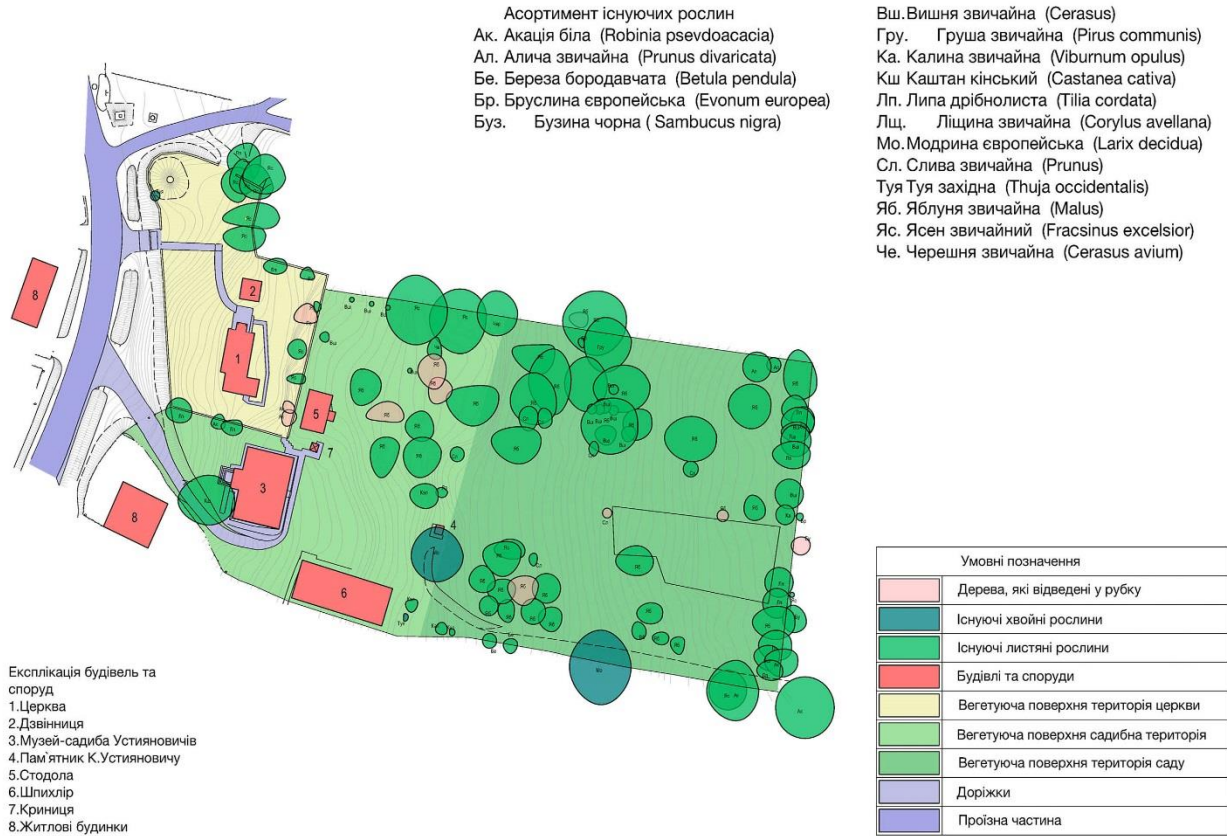 Асортимент існуючих рослин
Ак. Акація біла (Robinia psevdoacacia)
Ал. Алича звичайна (Prunus divaricata)
Бе. Береза бородавчата (Betula pendula)
Бр. Бруслина європейська (Evonum europea)
Буз. Бузина чорна ( Sambucus nigra)
Вш.Вишня звичайна (Cerasus)
Гру. Груша звичайна (Pirus communis)
Ка. Калина звичайна (Viburnum opulus)
Кш Каштан кінський (Castanea cativa)
Лп. Липа дрібнолиста (Tilia cordata)
Лщ. Ліщина звичайна (Corylus avellana)
Мо.Модрина європейська (Larix decidua)
Сл. Слива звичайна (Prunus)
Туя Туя західна (Thuja occidentalis)
Яб. Яблуня звичайна (Malus)
Яс. Ясен звичайний (Fracsinus excelsior)
Че. Черешня звичайна (Cerasus avium)
8
2
1
5
7
3
8
4
6
Умовні позначення
Дерева, які відведені у рубку
Існуючі хвойні рослини
Існуючі листяні рослини
Будівлі та споруди
Вегетуюча поверхня територія церкви
Вегетуюча поверхня садибна територія
Вегетуюча поверхня територія саду
Доріжки
Проїзна частина
Експлікація будівель та
споруд
1.Церква
2.Дзвінниця
3.Музей-садиба Устияновичів
4.Пам`ятник К.Устияновичу
5.Стодола
6.Шпихлір
7.Криниця
8.Житлові будинки